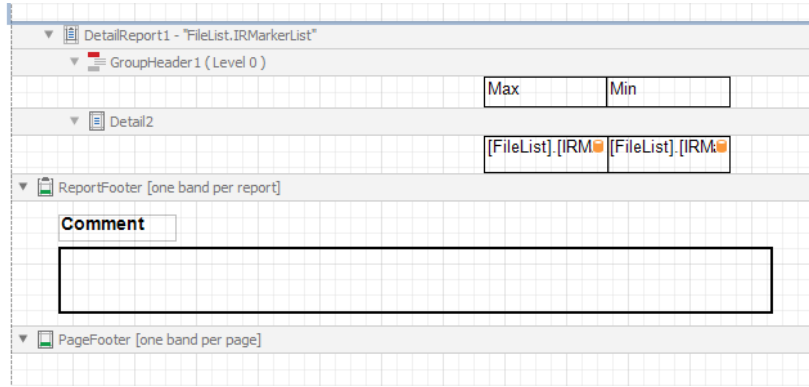 DetailReport1 - "FileList.IRMarkerList"
GroupHeader1 ( Level 0 )
Max Min
Detail2
[FileList].[IRM [FileList].[IRM
ReportFooter [one band per report]
Comment
PageFooter [one band per page]